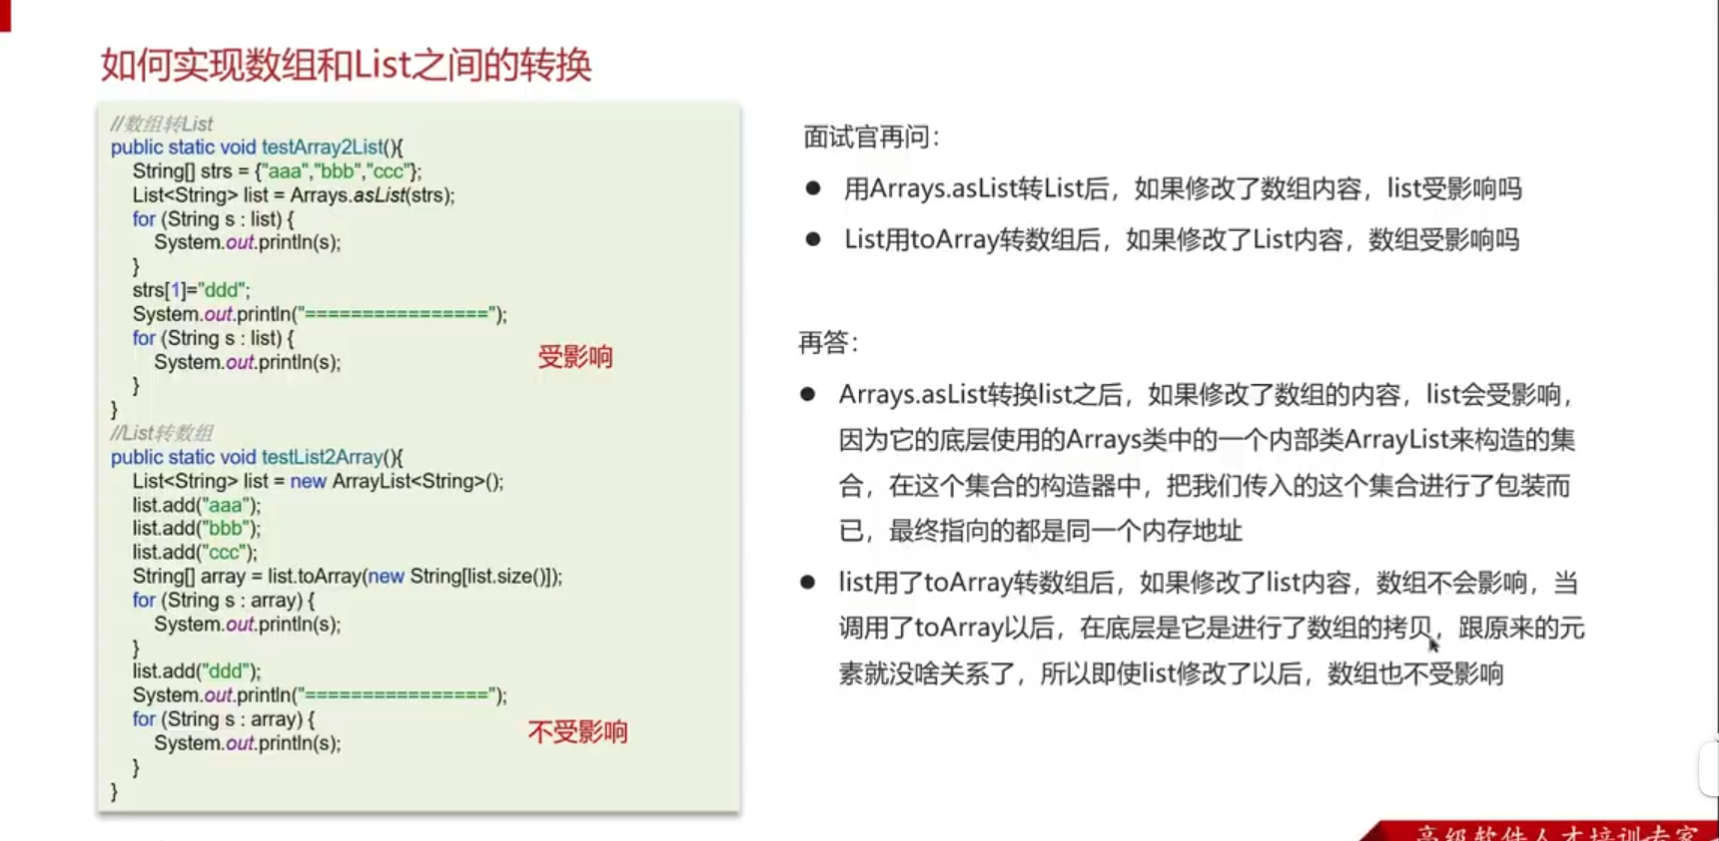 如何实现数组和List之间的转换
//数组转List
public static void testArray2List(){
String[] strs = {"aaa","bbb","ccc"};
List<String> list = Arrays.asList(strs);
for (String s : list) {
System.out.println(s);
}
strs[1]="ddd";
System.out.println("================");
for (String s : list) {
System.out.println(s);
受影响
}
}
//List转数组
public static void testList2Array(){
List<String> list = new ArrayList<String>();
list.add("aaa");
list.add("bbb");
list.add("ccc");
String[] array = list.toArray(new String[list.size()]);
for (String s : array) {
System.out.println(s);
}
list.add("ddd");
System.out.println("================");
for (String s : array) {
不受影响
System.out.println(s);
}
}
面试官再问：
● 用Arrays.asList转List后，如果修改了数组内容，list受影响吗
● List用toArray转数组后，如果修改了List内容，数组受影响吗
再答：
● Arrays.asList转换list之后，如果修改了数组的内容，list会受影响，
因为它的底层使用的Arrays类中的一个内部类ArrayList来构造的集
合，在这个集合的构造器中，把我们传入的这个集合进行了包装而
已，最终指向的都是同一个内存地址
● list用了toArray转数组后，如果修改了list内容，数组不会影响，当
调用了toArray以后，在底层是它是进行了数组的拷贝，跟原来的元
素就没啥关系了，所以即使list修改了以后，数组也不受影响
高级软件人才培训专家